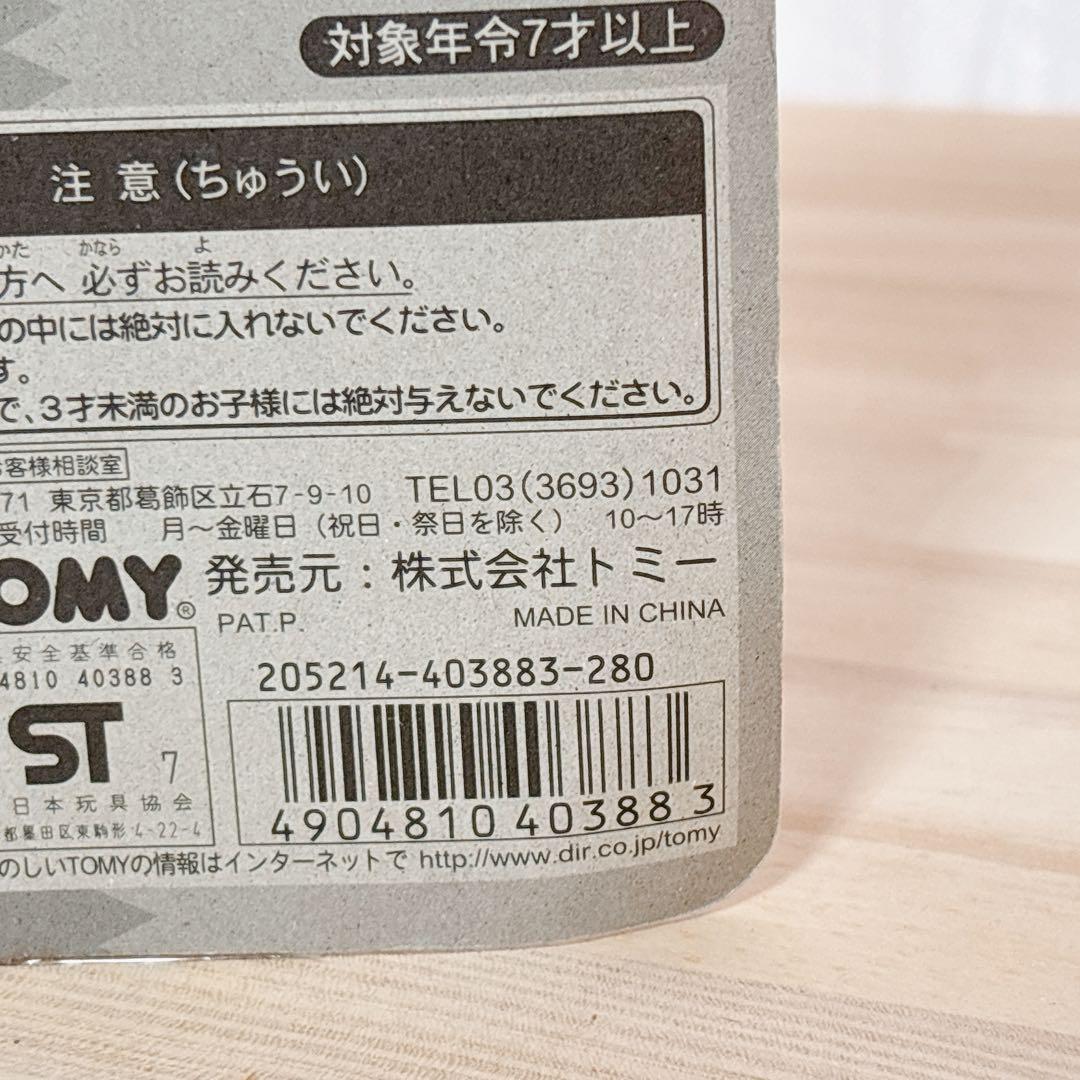 対象年令7才以上
注意(ちゅうい)
かた かなら よ
方へ 必ずお読みください。
の中には絶対に入れないでください。
す。
で、3才未満のお子様には絶対与えないでください。
お客様相談室
71 東京都葛飾区立石7-9-10 TEL03(3693)1031
受付時間 月～金曜日(祝日・祭日を除く) 10～17時
TOMY® 発売元：株式会社トミー
PAT.P. MADE IN CHINA
安全基準合格
4810 40388 3
205214-403883-280
ST 7
日本玩具協会
都墨田区東駒形4-22-4
4904810403883
のしいTOMYの情報はインターネットで http://www.dir.co.jp/tomy